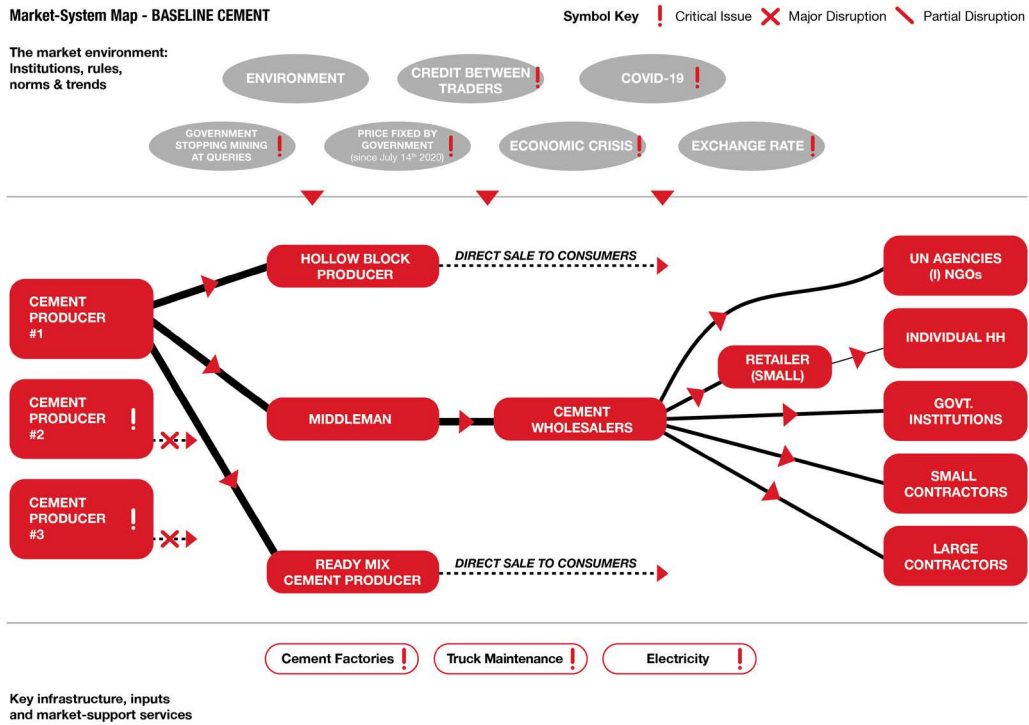 Market-System Map - BASELINE CEMENT
Symbol Key
Critical Issue
Major Disruption
Partial Disruption
The market environment:
Institutions, rules,
norms & trends
ENVIRONMENT
CREDIT BETWEEN
TRADERS
COVID-19
GOVERNMENT
STOPPING MINING
AT QUERIES
PRICE FIXED BY
GOVERNMENT
(since July 14th 2020)
ECONOMIC CRISIS
EXCHANGE RATE
HOLLOW BLOCK
PRODUCER
DIRECT SALE TO CONSUMERS
UN AGENCIES
(I) NGOs
CEMENT
PRODUCER
#1
INDIVIDUAL HH
RETAILER
(SMALL)
CEMENT
PRODUCER
#2
MIDDLEMAN
CEMENT
WHOLESALERS
GOVT.
INSTITUTIONS
CEMENT
PRODUCER
#3
SMALL
CONTRACTORS
READY MIX
CEMENT PRODUCER
DIRECT SALE TO CONSUMERS
LARGE
CONTRACTORS
Cement Factories
Truck Maintenance
Electricity
Key infrastructure, inputs
and market-support services